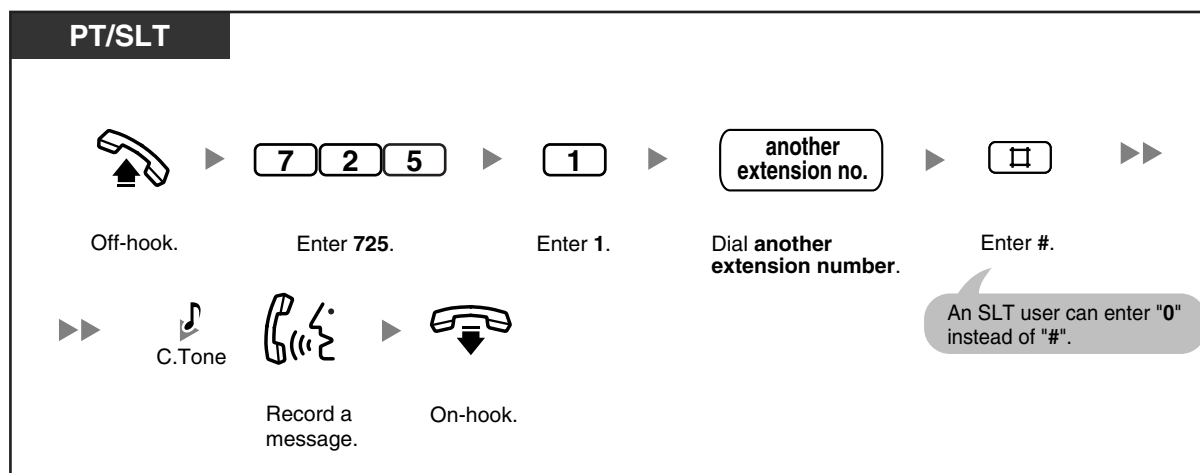 PT/SLT
7 2 5
1
another
extension no.
#
Off-hook.
Enter 725.
Enter 1.
Dial another
extension number.
Enter #.
An SLT user can enter "0"
instead of "#".
C.Tone
Record a
message.
On-hook.